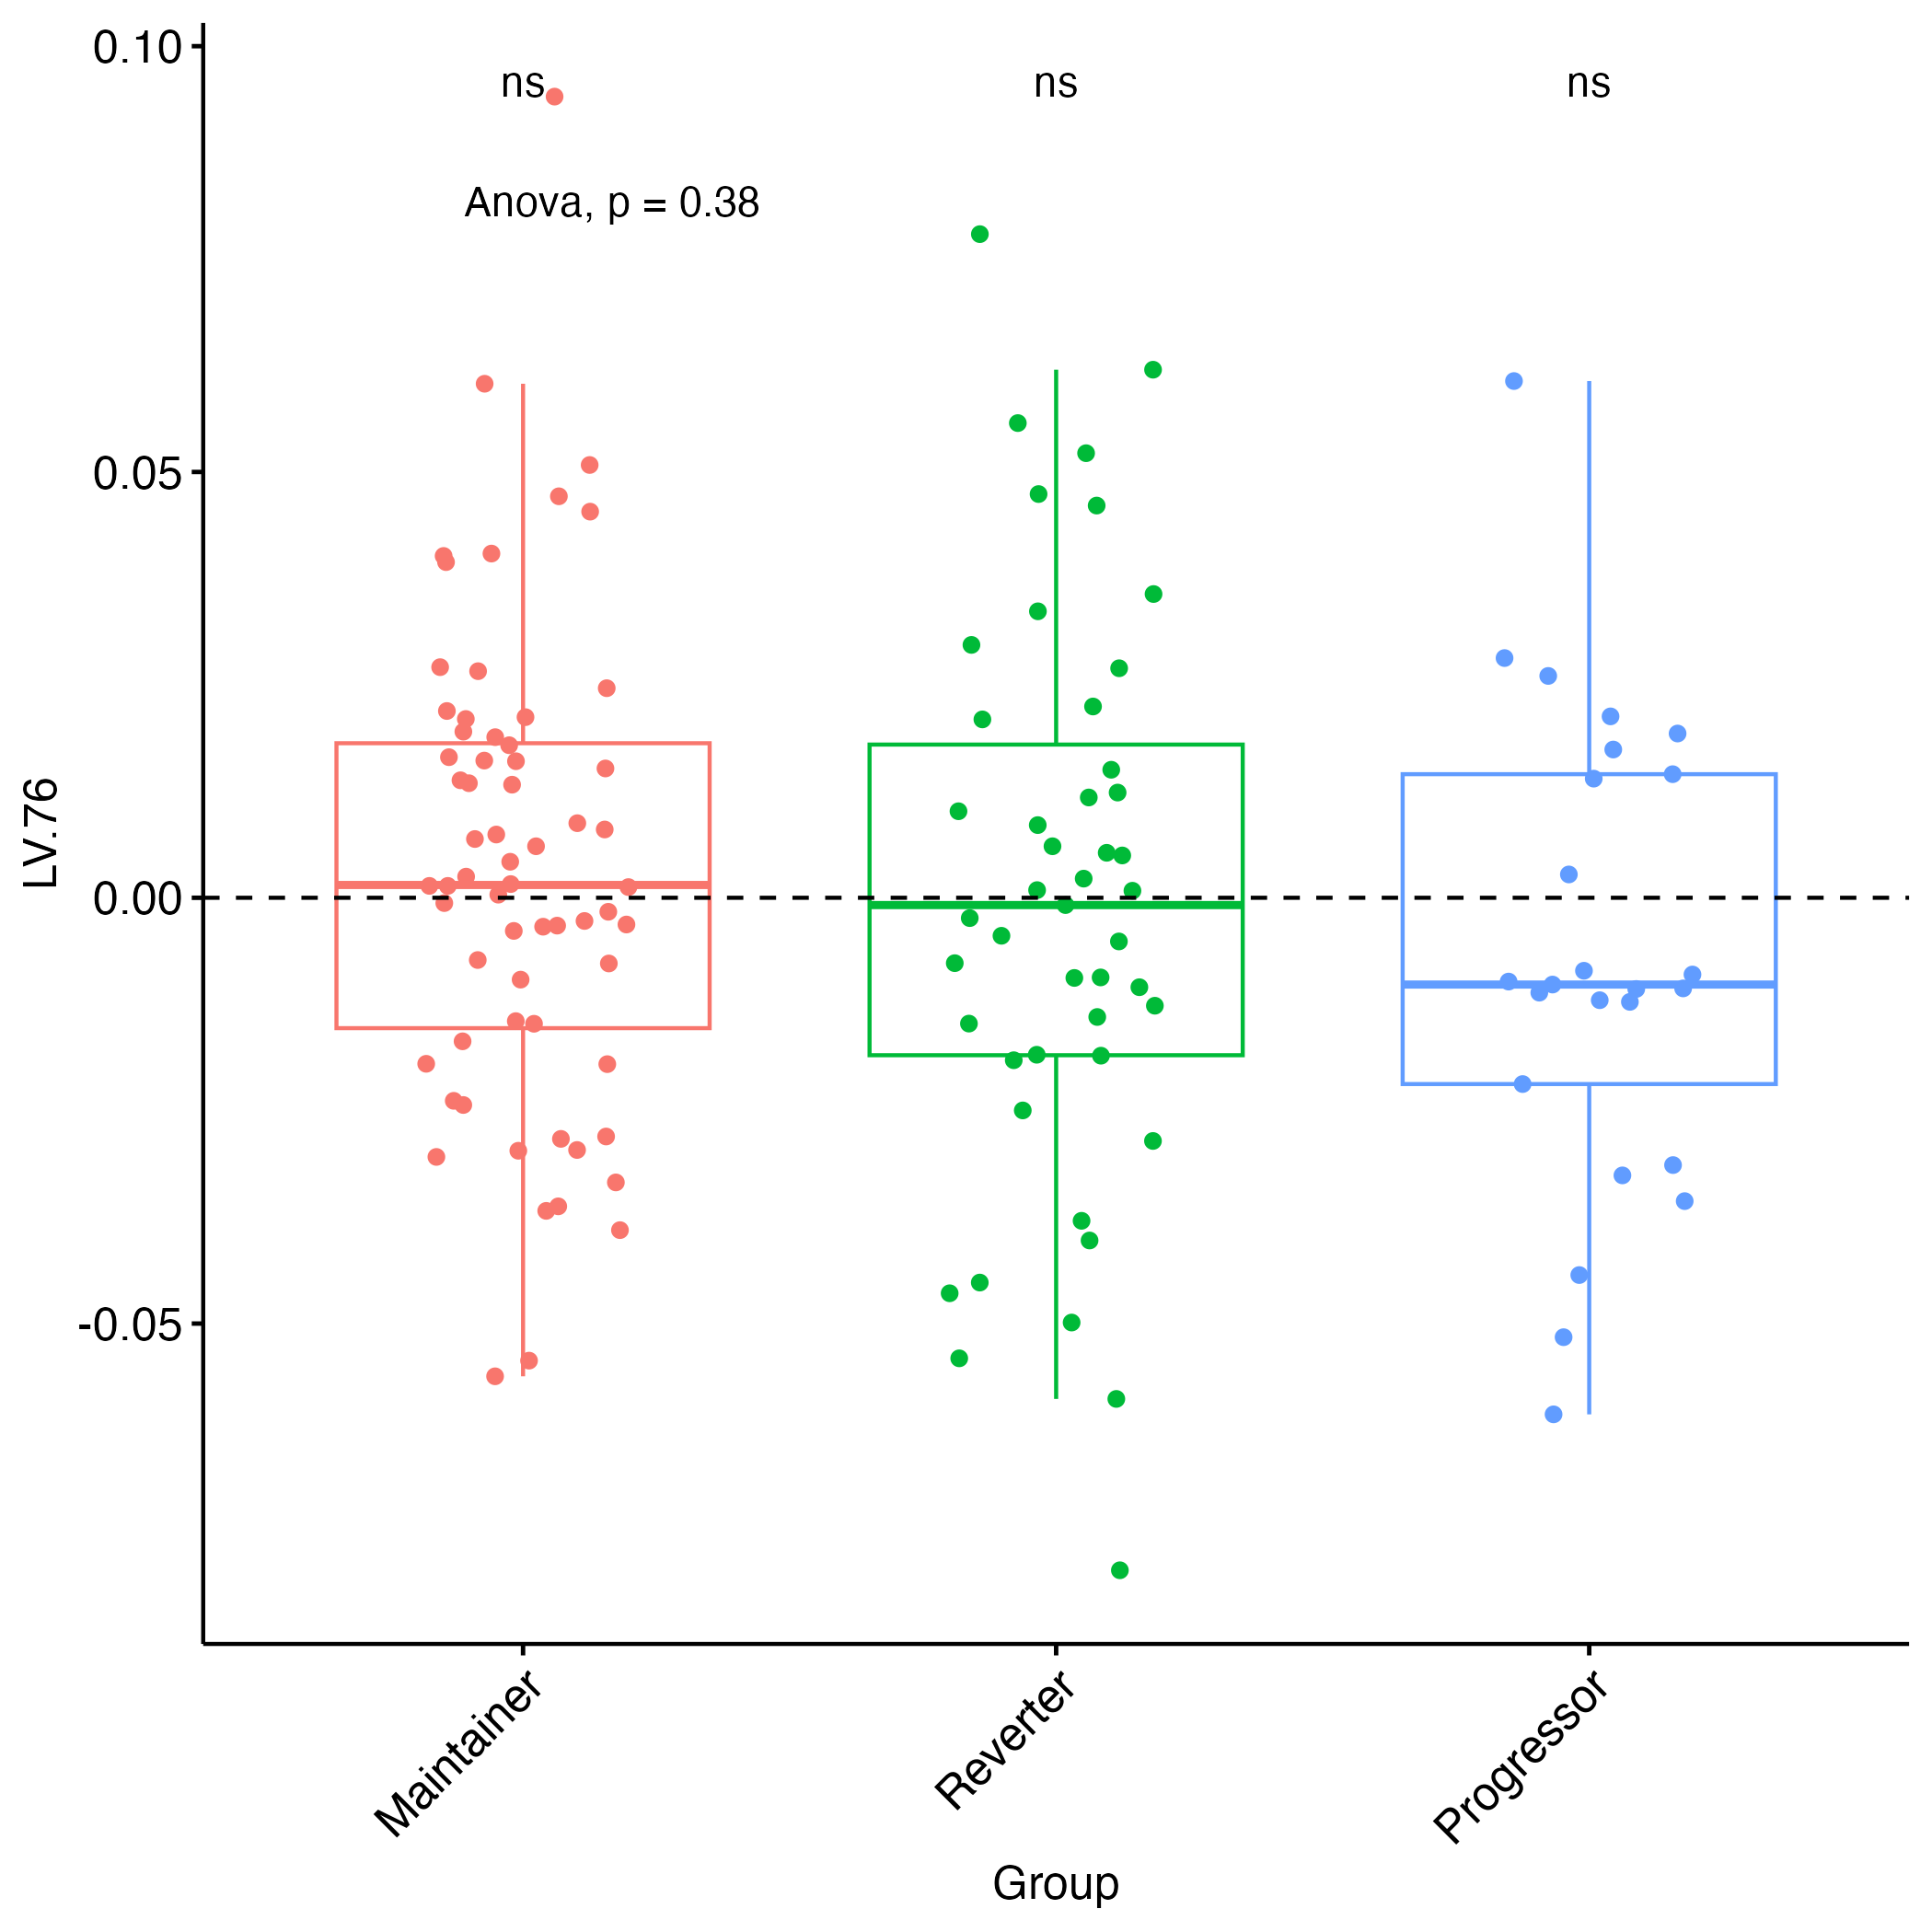 0.10
ns
ns
ns
Anova, p = 0.38
0.05
LV.76
0.00
-0.05
Maintainer
Reverter
Progressor
Group